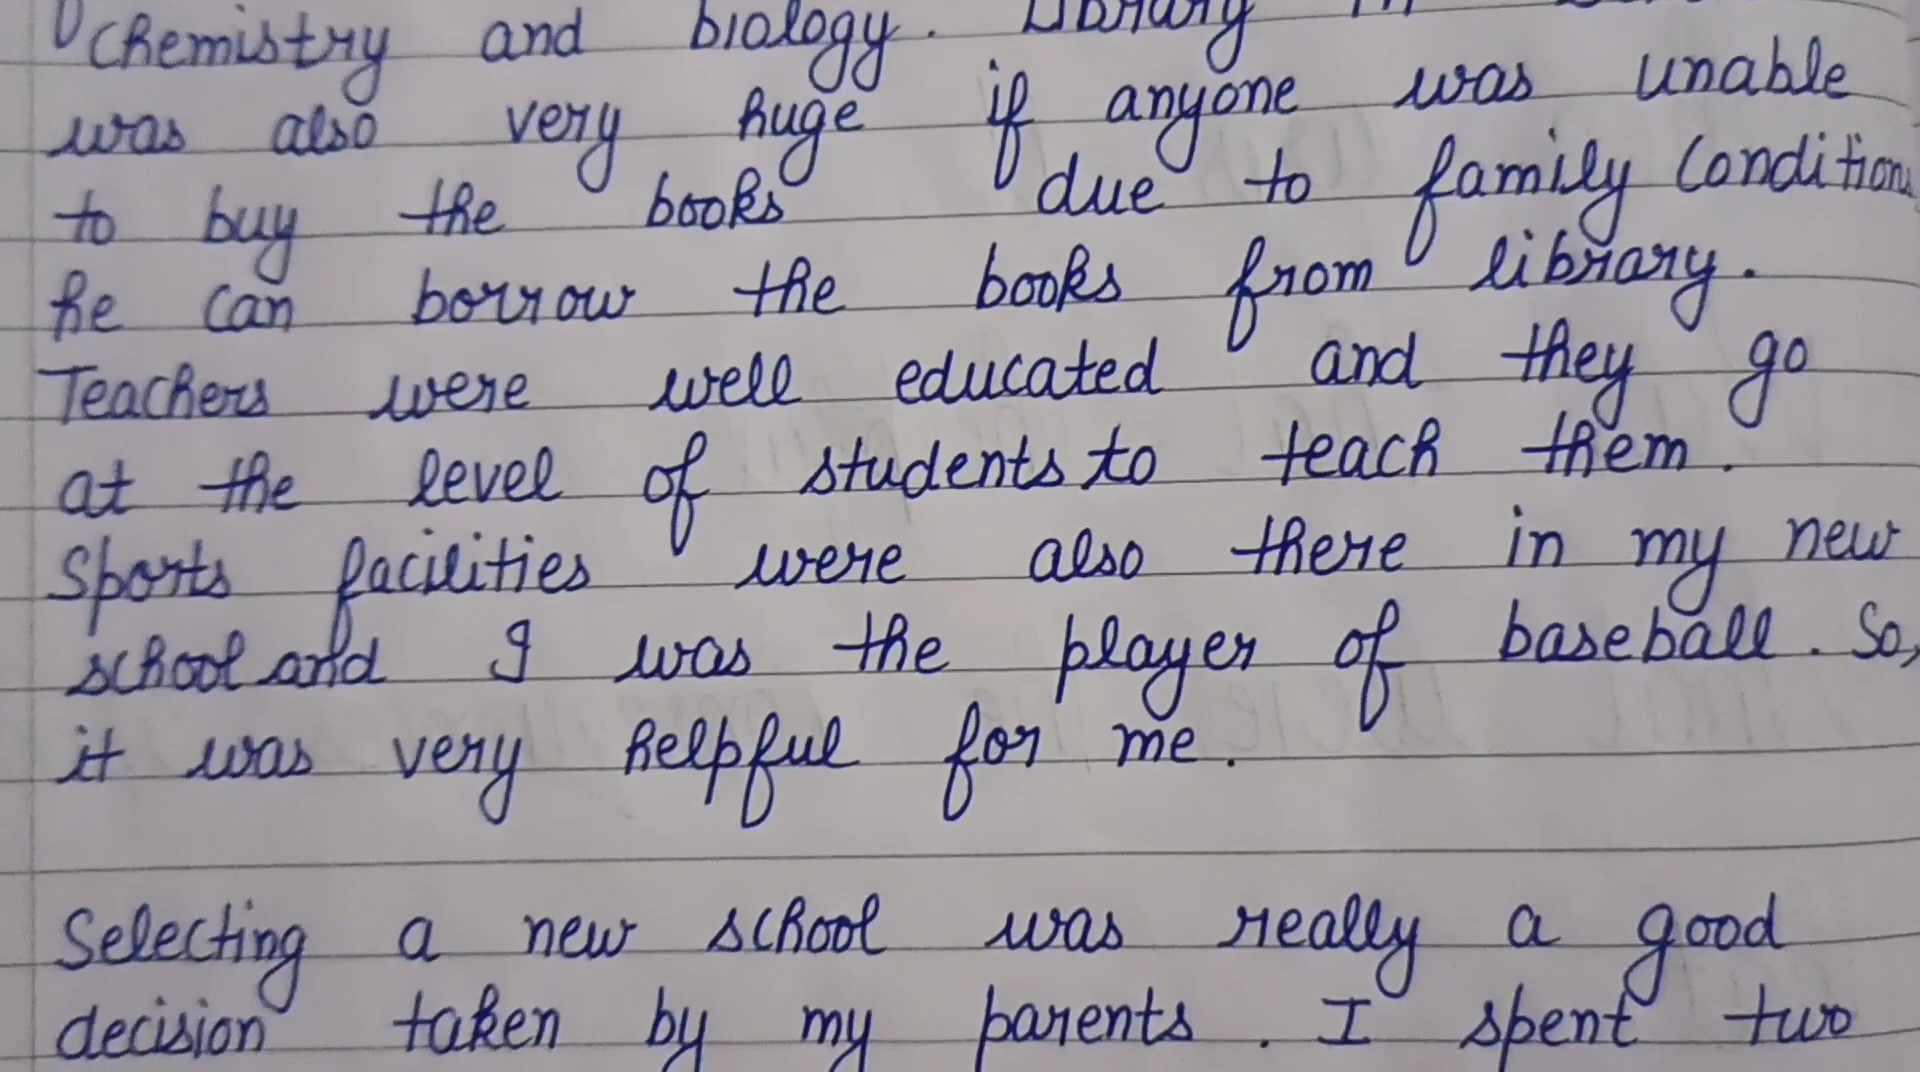 chemistry and biology. Library in
was also very huge if anyone was unable
to buy the books due to family conditions
he can borrow the books from library.
Teachers were well educated and they go
at the level of students to teach them.
Sports facilities were also there in my new
school and I was the player of baseball. So,
it was very helpful for me.
Selecting a new school was really a good
decision taken by my parents. I spent two